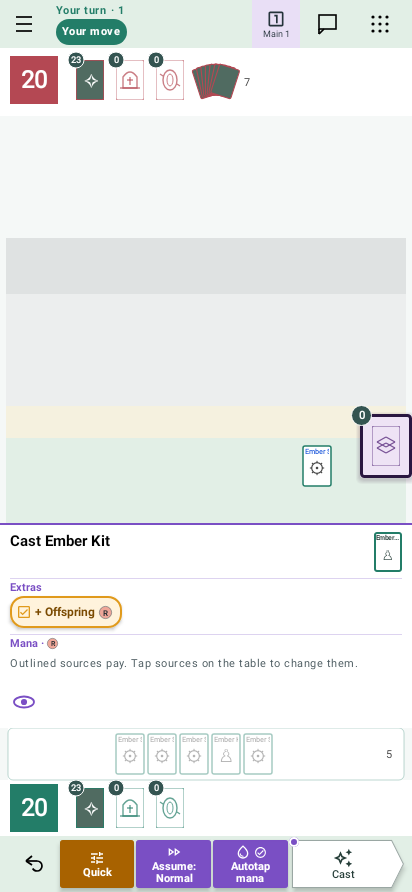 Your turn · 1
Your move
1
Main 1
20
23
0
0
7
0
Ember S
Cast Ember Kit
Ember...
Extras
+ Offspring R
Mana · R
Outlined sources pay. Tap sources on the table to change them.
Ember
Ember
Ember
Ember
Ember
5
20
23
0
0
Quick
Assume:
Normal
Autotap
mana
Cast